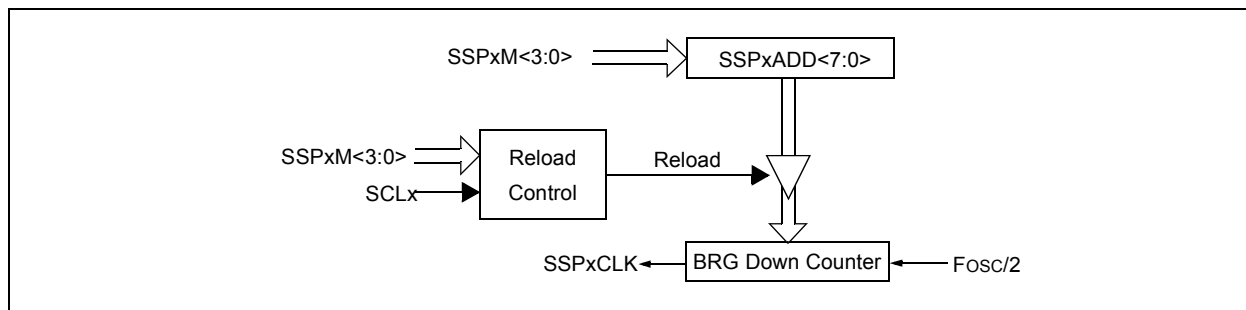 SSPxM<3:0>
SSPxADD<7:0>
SSPxM<3:0>
Reload
Control
Reload
SCLx
SSPxCLK
BRG Down Counter
FOSC/2